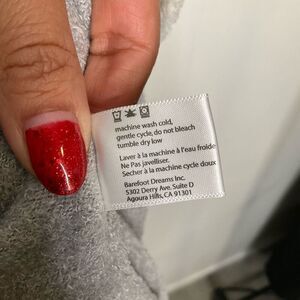 machine wash cold,
gentle cycle, do not bleach
tumble dry low
Laver à la machine à l'eau froide
Ne Pas javelliser.
Secher à la machine cycle doux
Barefoot Dreams Inc.
5302 Derry Ave, Suite D
Agoura Hills, CA 91301